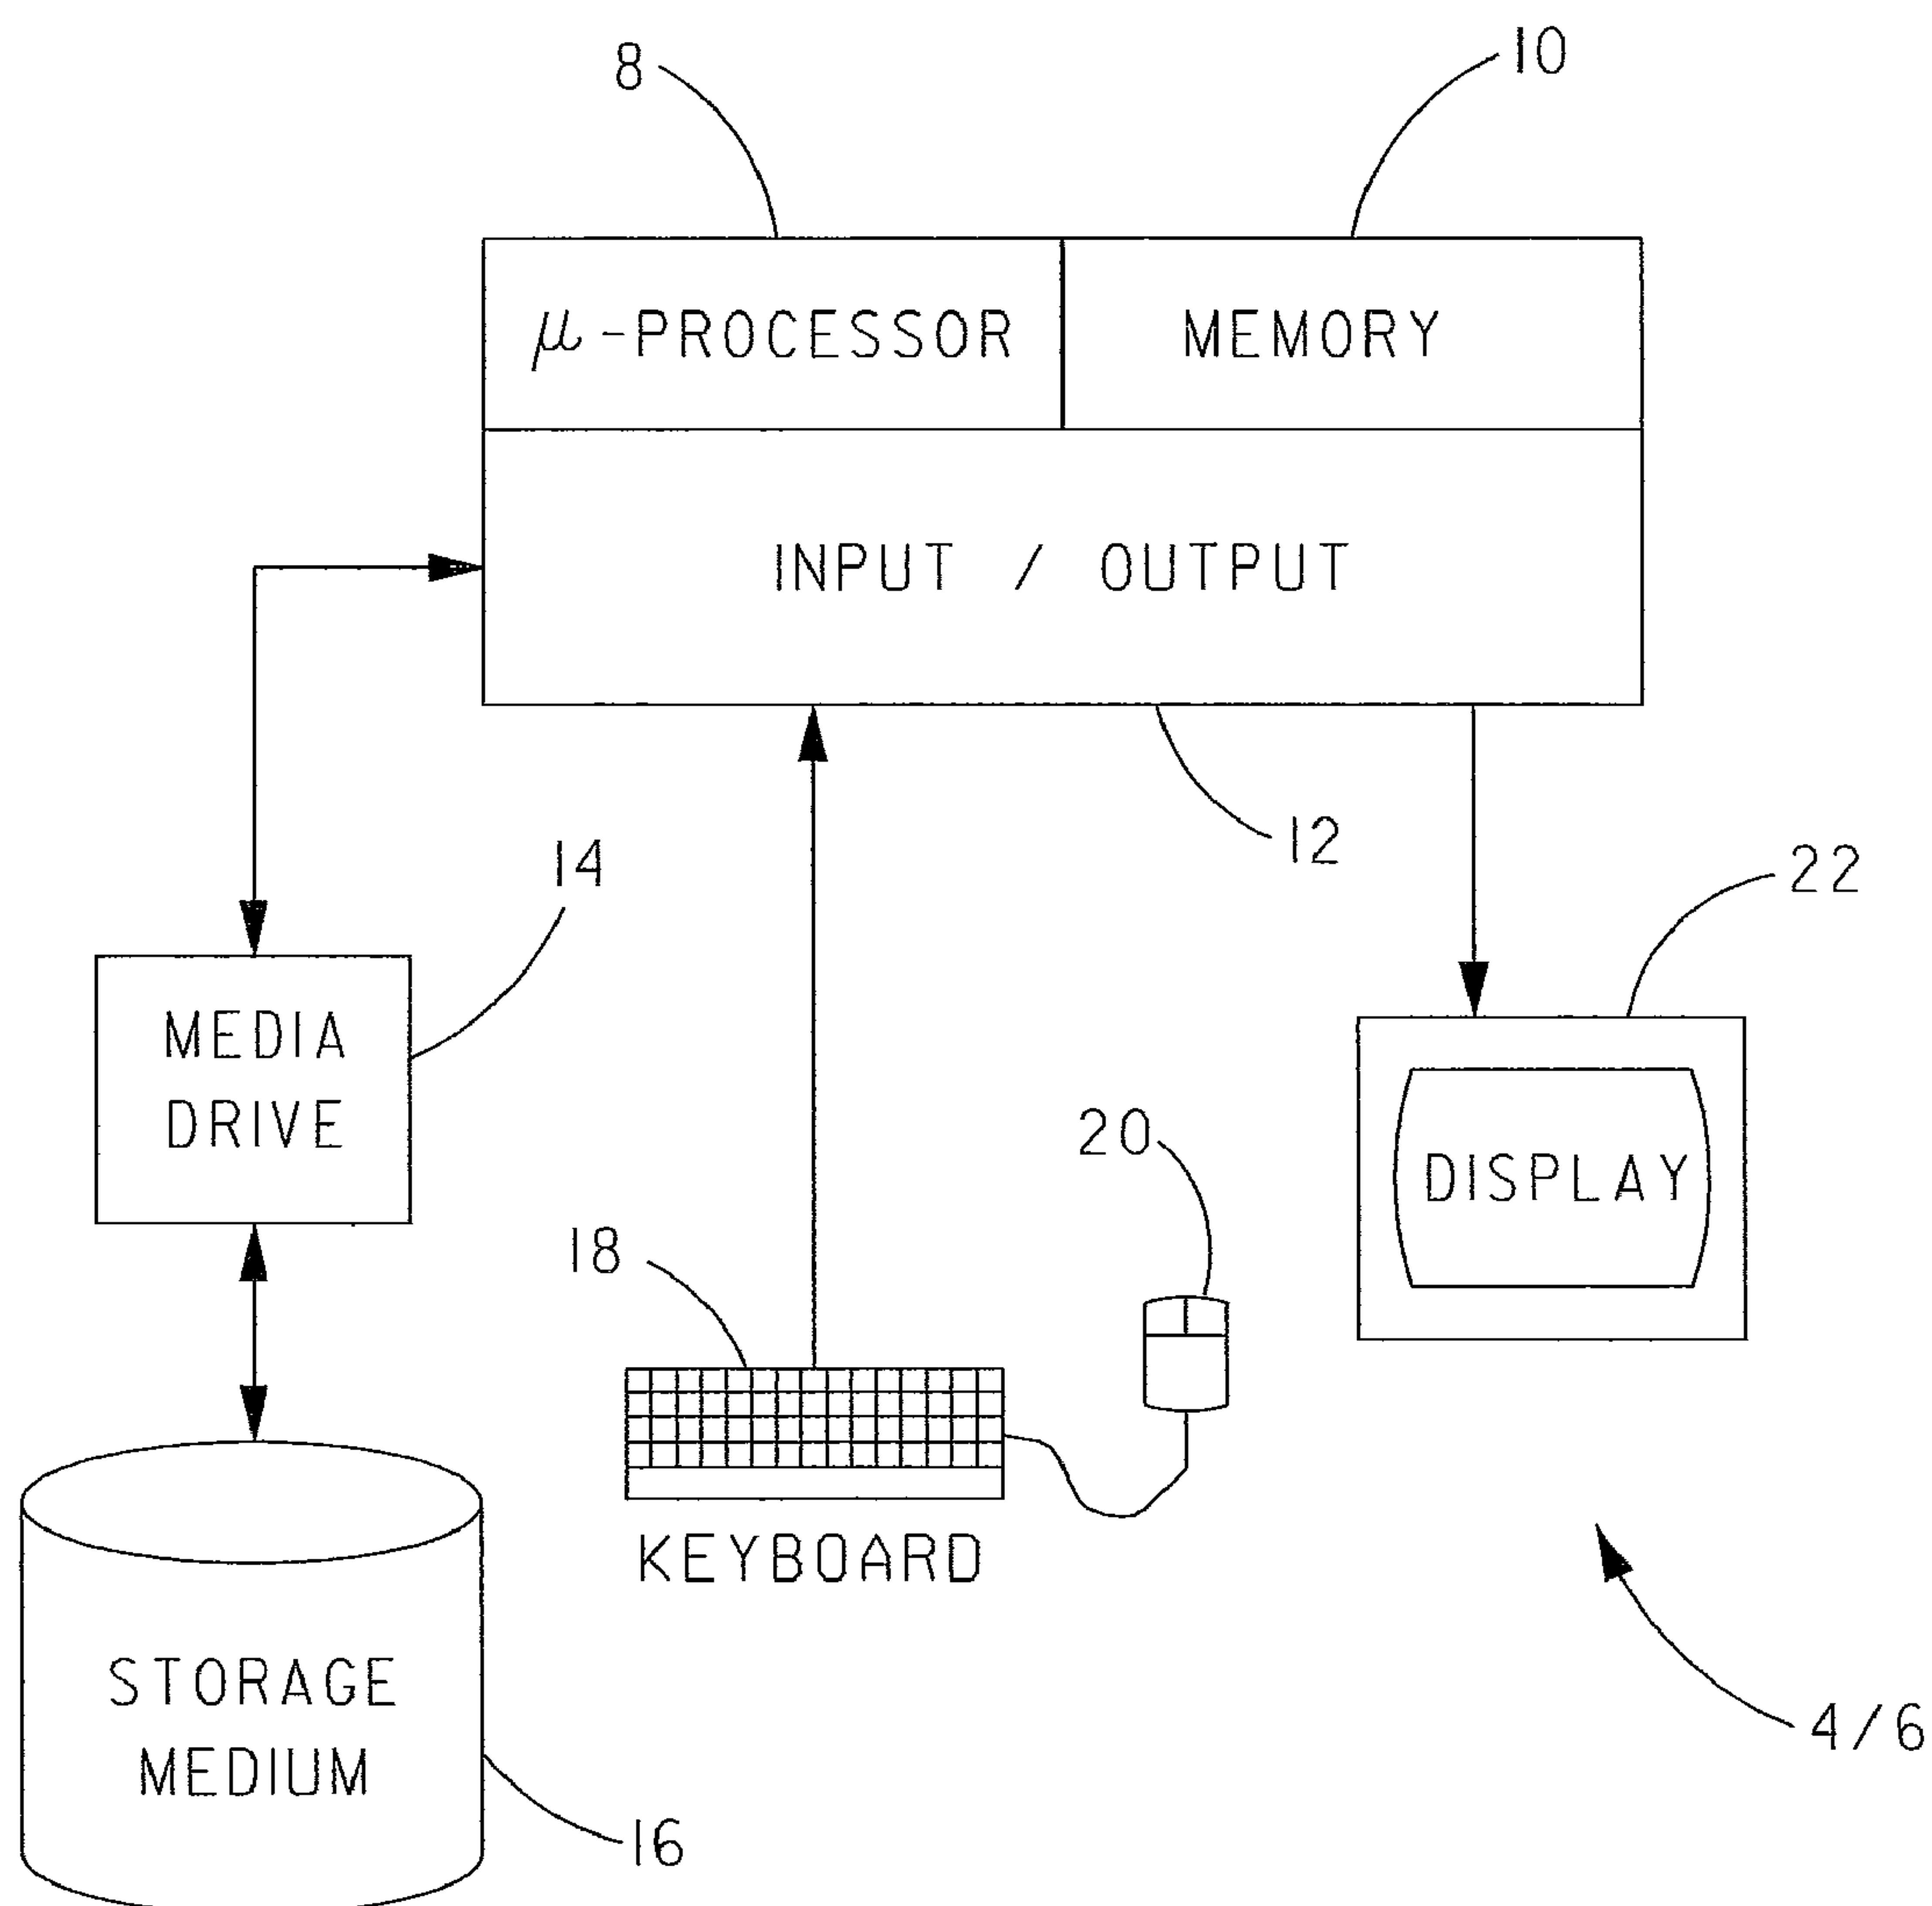 8
10
μ-PROCESSOR
MEMORY
INPUT / OUTPUT
12
14
22
MEDIA
DRIVE
20
DISPLAY
18
KEYBOARD
STORAGE
MEDIUM
4/6
16